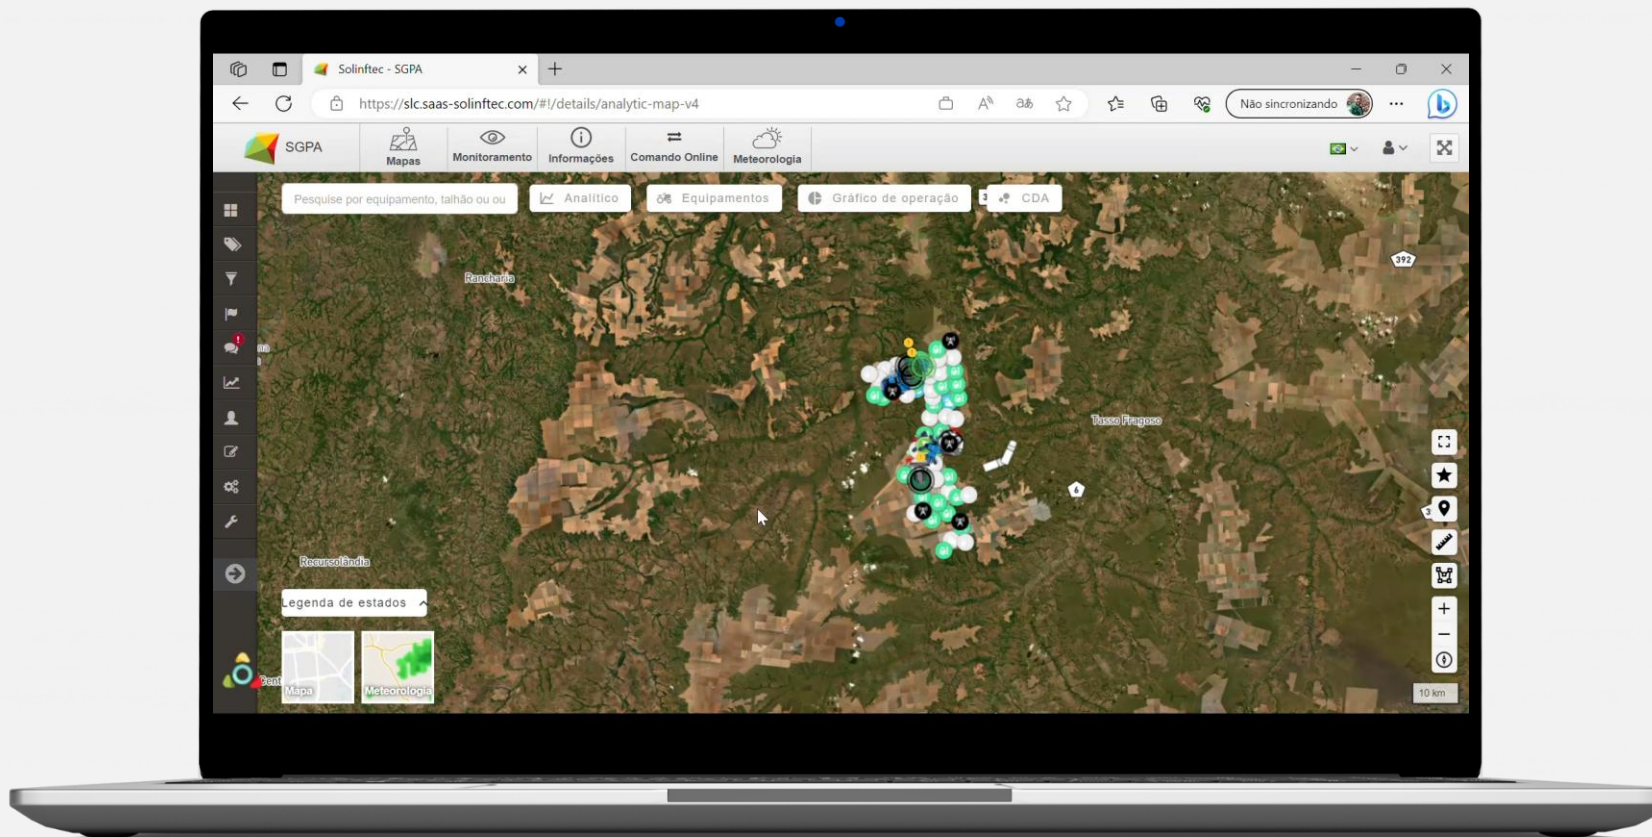 Solinftec - SGPA
https://slc.saas-solinftec.com/#!/details/analytic-map-v4
Não sincronizando
SGPA
Mapas
Monitoramento
Informações
Comando Online
Meteorologia
Pesquise por equipamento, talhão ou ou
Analítico
Equipamentos
Gráfico de operação
CDA
392
Rancharia
Tasso Fragoso
6
Recursolândia
Legenda de estados
Mapa
Meteorologia
10 km